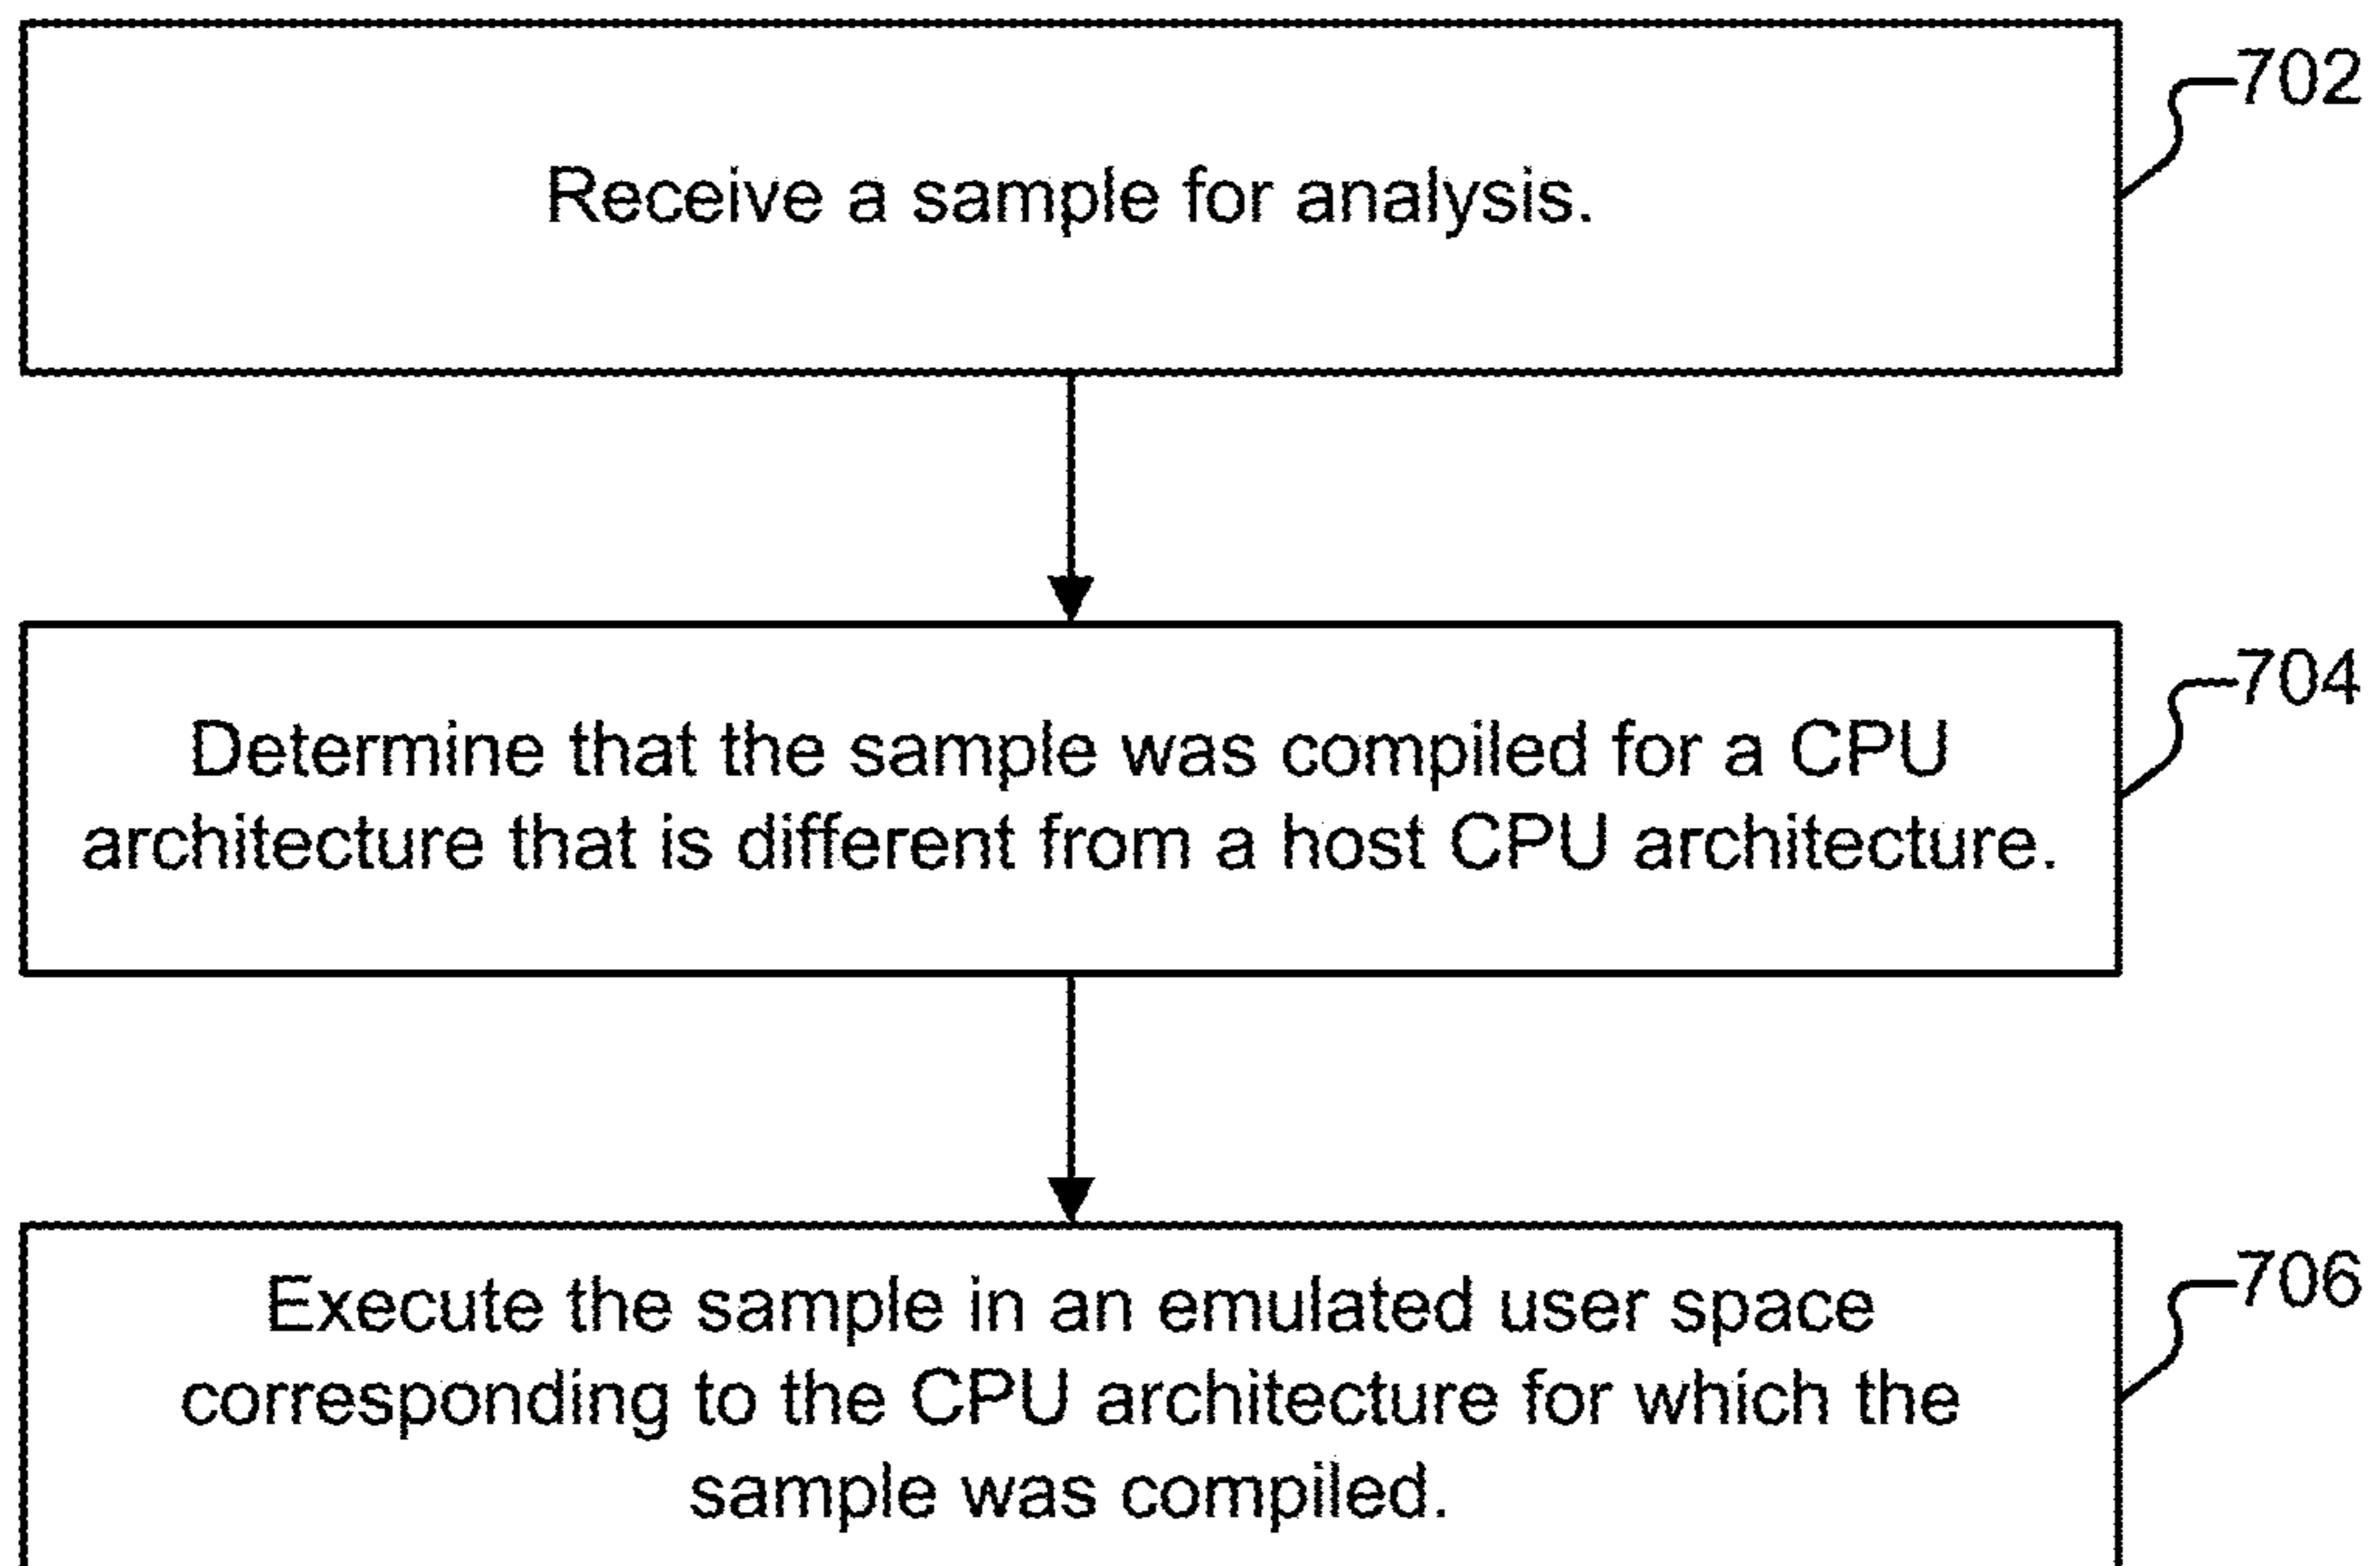 702
Receive a sample for analysis.
704
Determine that the sample was compiled for a CPU
architecture that is different from a host CPU architecture.
706
Execute the sample in an emulated user space
corresponding to the CPU architecture for which the
sample was compiled.